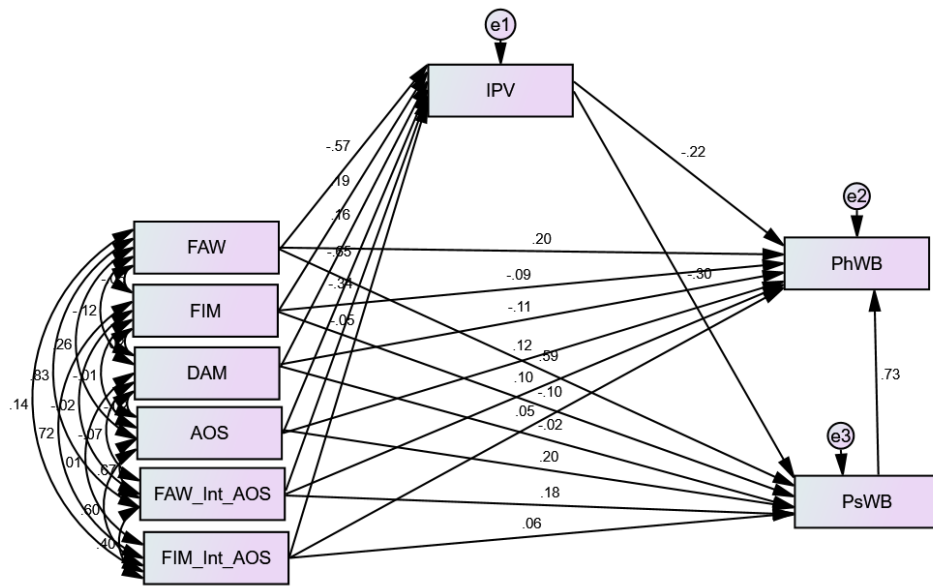 e1
IPV
-.57
-.22
.19
.16
e2
FAW
-.65
.20
PhWB
-.34
-.09
-.30
FIM
-.12
-.05
-.11
.26
.12
.59
DAM
.83
-.01
.10
-.10
.73
.14
-.02
.05
-.02
AOS
.72
-.07
.20
e3
.01
.67
FAW_Int_AOS
.18
PsWB
.60
.06
.40
FIM_Int_AOS